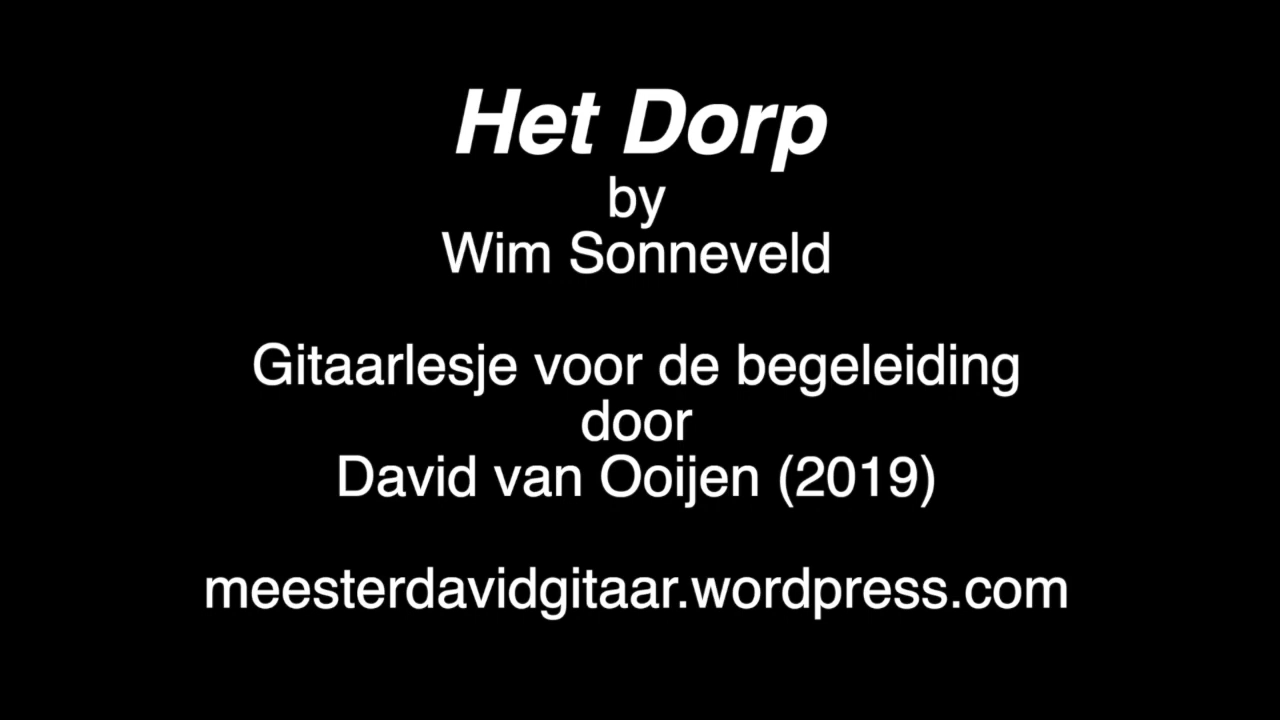 Het Dorp
by
Wim Sonneveld
Gitaarlesje voor de begeleiding
door
David van Ooijen (2019)
meesterdavidgitaar.wordpress.com